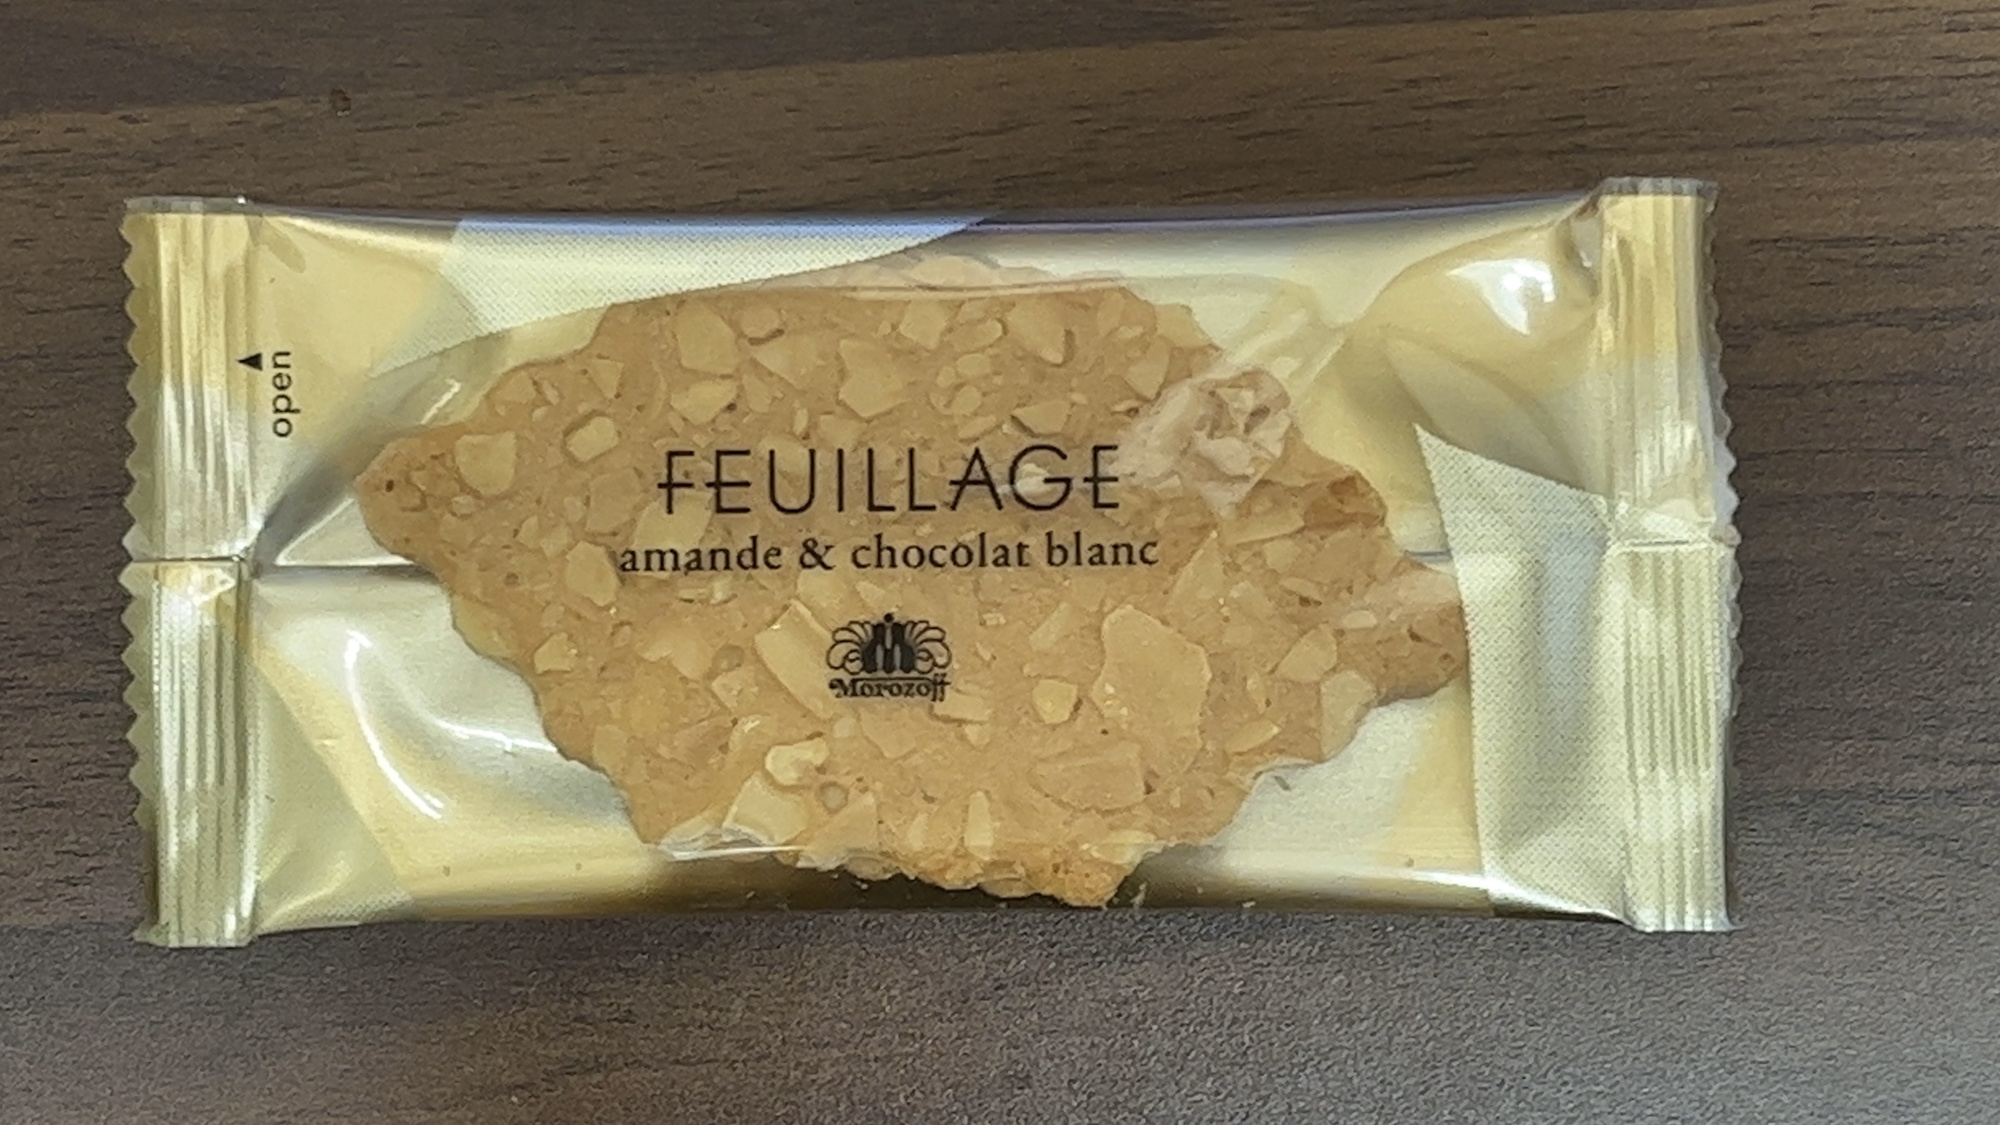 open
FEUILLAGE
amande & chocolat blanc
Morozoff